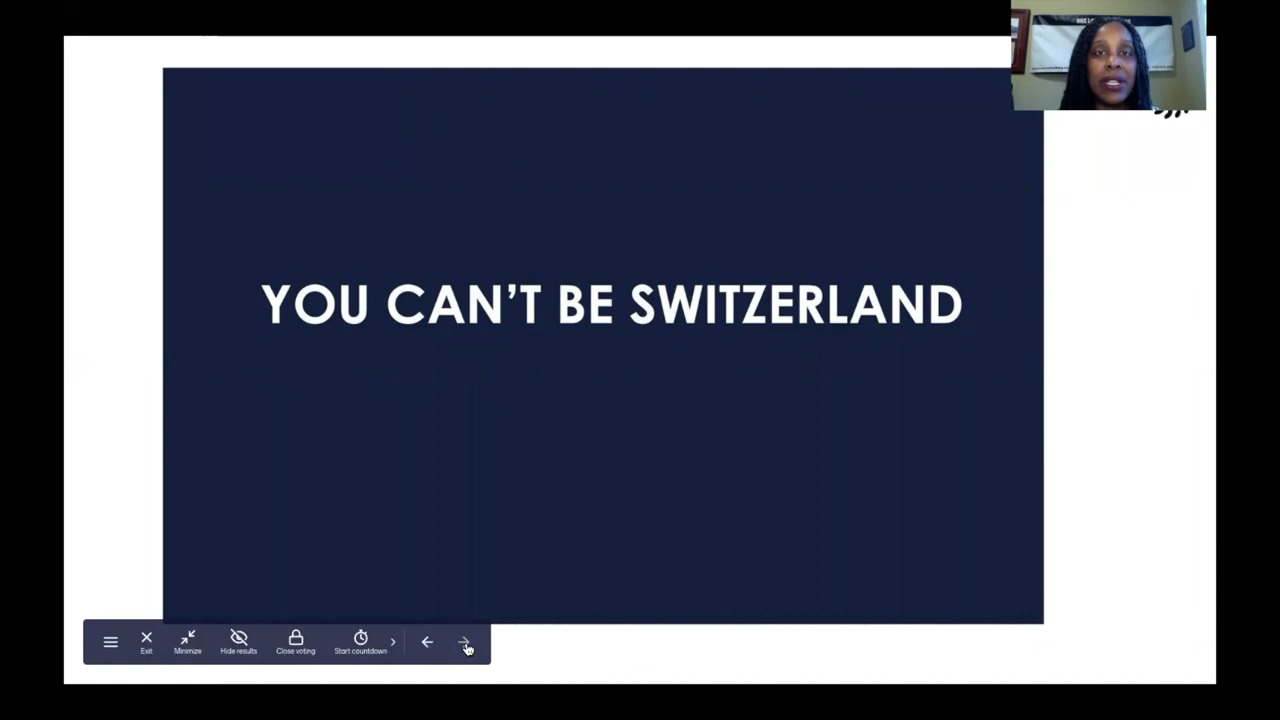 YOU CAN’T BE SWITZERLAND
Exit
Minimize
Hide results
Close voting
Start countdown